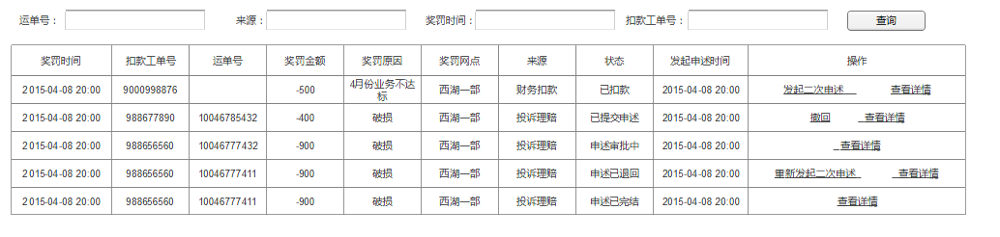 运单号： 来源： 奖罚时间： 扣款工单号： 查询
奖罚时间 扣款工单号 运单号 奖罚金额 奖罚原因 奖罚网点 来源 状态 发起申述时间 操作
2015-04-08 20:00 9000998876 -500 4月份业务不达标 西湖一部 财务扣款 已扣款 2015-04-08 20:00 发起二次申述 查看详情
2015-04-08 20:00 988677890 10046785432 -400 破损 西湖一部 投诉理赔 已提交申述 2015-04-08 20:00 撤回 查看详情
2015-04-08 20:00 988656560 10046777432 -900 破损 西湖一部 投诉理赔 申述审批中 2015-04-08 20:00 查看详情
2015-04-08 20:00 988656560 10046777411 -900 破损 西湖一部 投诉理赔 申述已退回 2015-04-08 20:00 重新发起二次申述 查看详情
2015-04-08 20:00 988656560 10046777411 -900 破损 西湖一部 投诉理赔 申述已完结 2015-04-08 20:00 查看详情